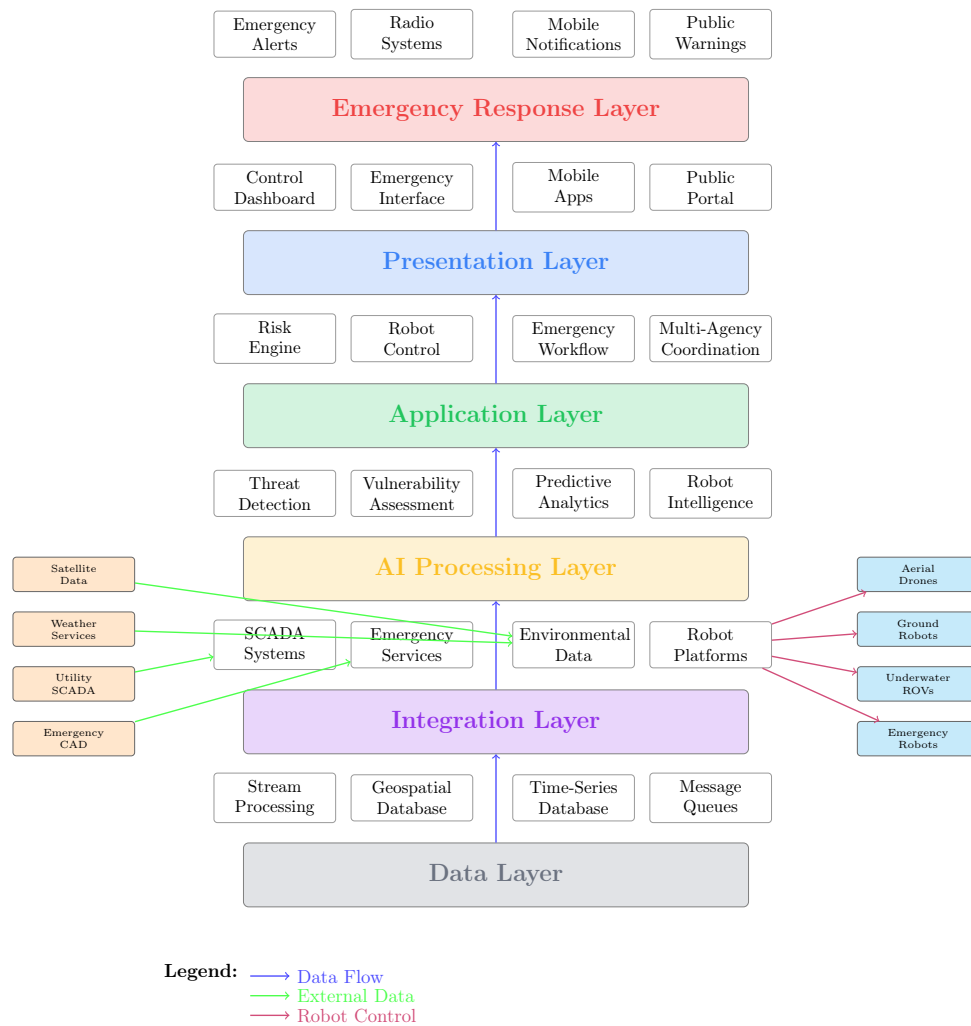 Emergency
Alerts
Radio
Systems
Mobile
Notifications
Public
Warnings
Emergency Response Layer
Control
Dashboard
Emergency
Interface
Mobile
Apps
Public
Portal
Presentation Layer
Risk
Engine
Robot
Control
Emergency
Workflow
Multi-Agency
Coordination
Application Layer
Threat
Detection
Vulnerability
Assessment
Predictive
Analytics
Robot
Intelligence
AI Processing Layer
Satellite
Data
Weather
Services
Utility
SCADA
Emergency
CAD
SCADA
Systems
Emergency
Services
Environmental
Data
Robot
Platforms
Aerial
Drones
Ground
Robots
Underwater
ROVs
Emergency
Robots
Integration Layer
Stream
Processing
Geospatial
Database
Time-Series
Database
Message
Queues
Data Layer
Legend:
Data Flow
External Data
Robot Control